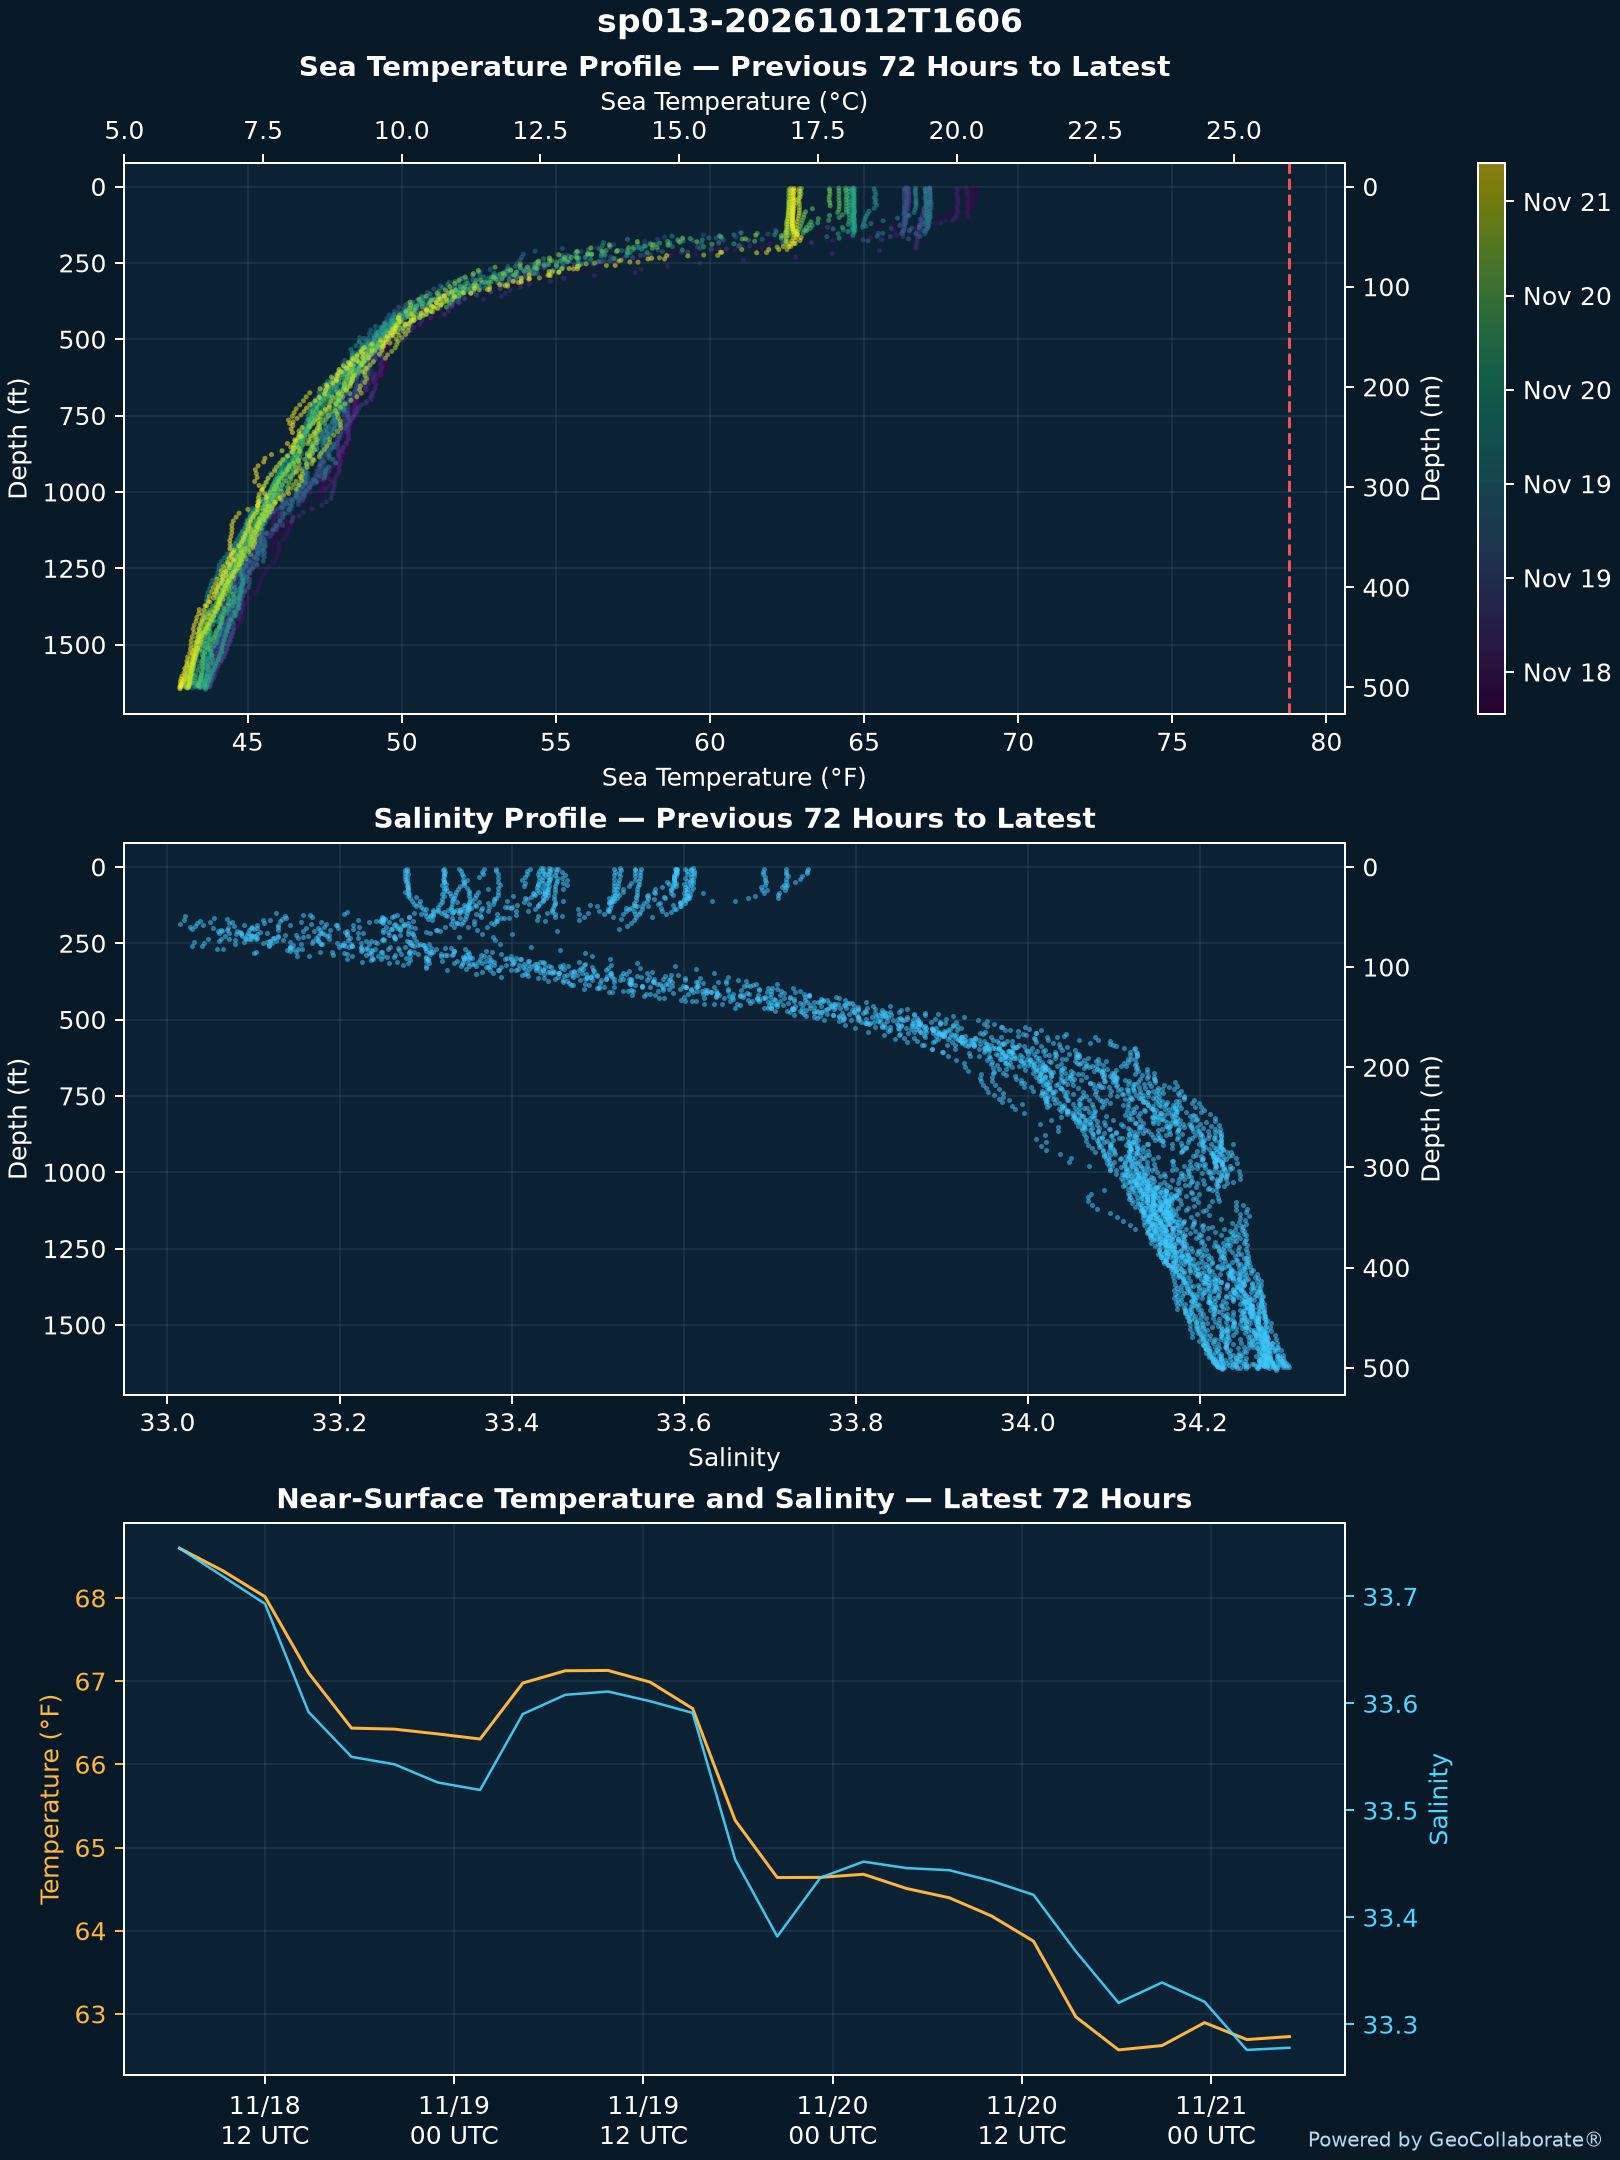 sp013-20261012T1606
Sea Temperature Profile — Previous 72 Hours to Latest
Sea Temperature (°C)
5.0 7.5 10.0 12.5 15.0 17.5 20.0 22.5 25.0
0 250 500 750 1000 1250 1500
Depth (ft)
0 100 200 300 400 500
Depth (m)
Nov 21
Nov 20
Nov 20
Nov 19
Nov 19
Nov 18
45 50 55 60 65 70 75 80
Sea Temperature (°F)
Salinity Profile — Previous 72 Hours to Latest
0 250 500 750 1000 1250 1500
Depth (ft)
0 100 200 300 400 500
Depth (m)
33.0 33.2 33.4 33.6 33.8 34.0 34.2
Salinity
Near-Surface Temperature and Salinity — Latest 72 Hours
68 67 66 65 64 63
Temperature (°F)
33.7 33.6 33.5 33.4 33.3
Salinity
11/18 11/19 11/19 11/20 11/20 11/21
12 UTC 00 UTC 12 UTC 00 UTC 12 UTC 00 UTC
Powered by GeoCollaborate®